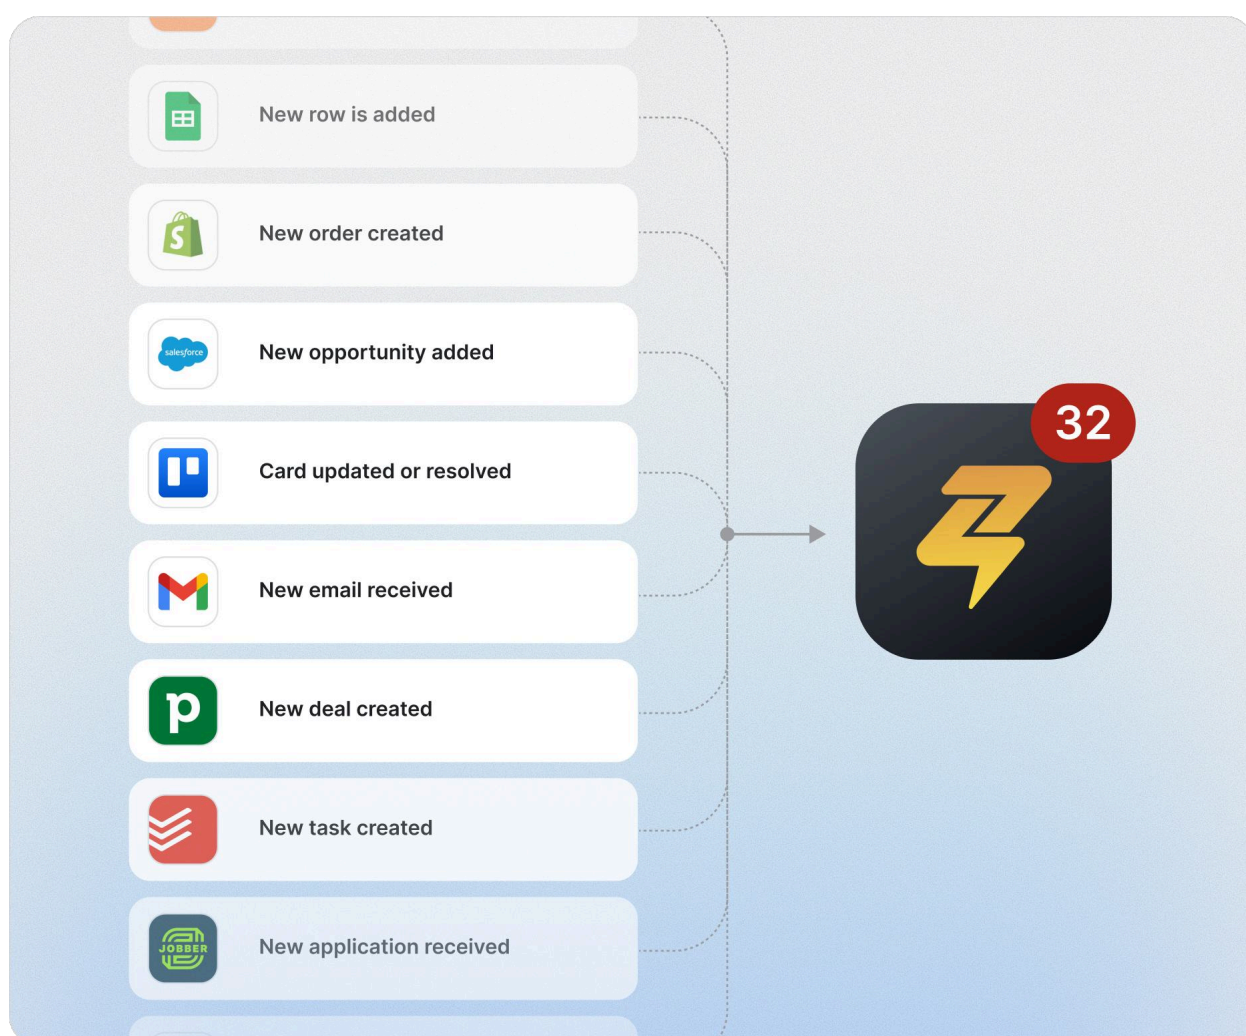 New row is added
New order created
salesforce
New opportunity added
Card updated or resolved
New email received
New deal created
New task created
JOBBER
New application received
32